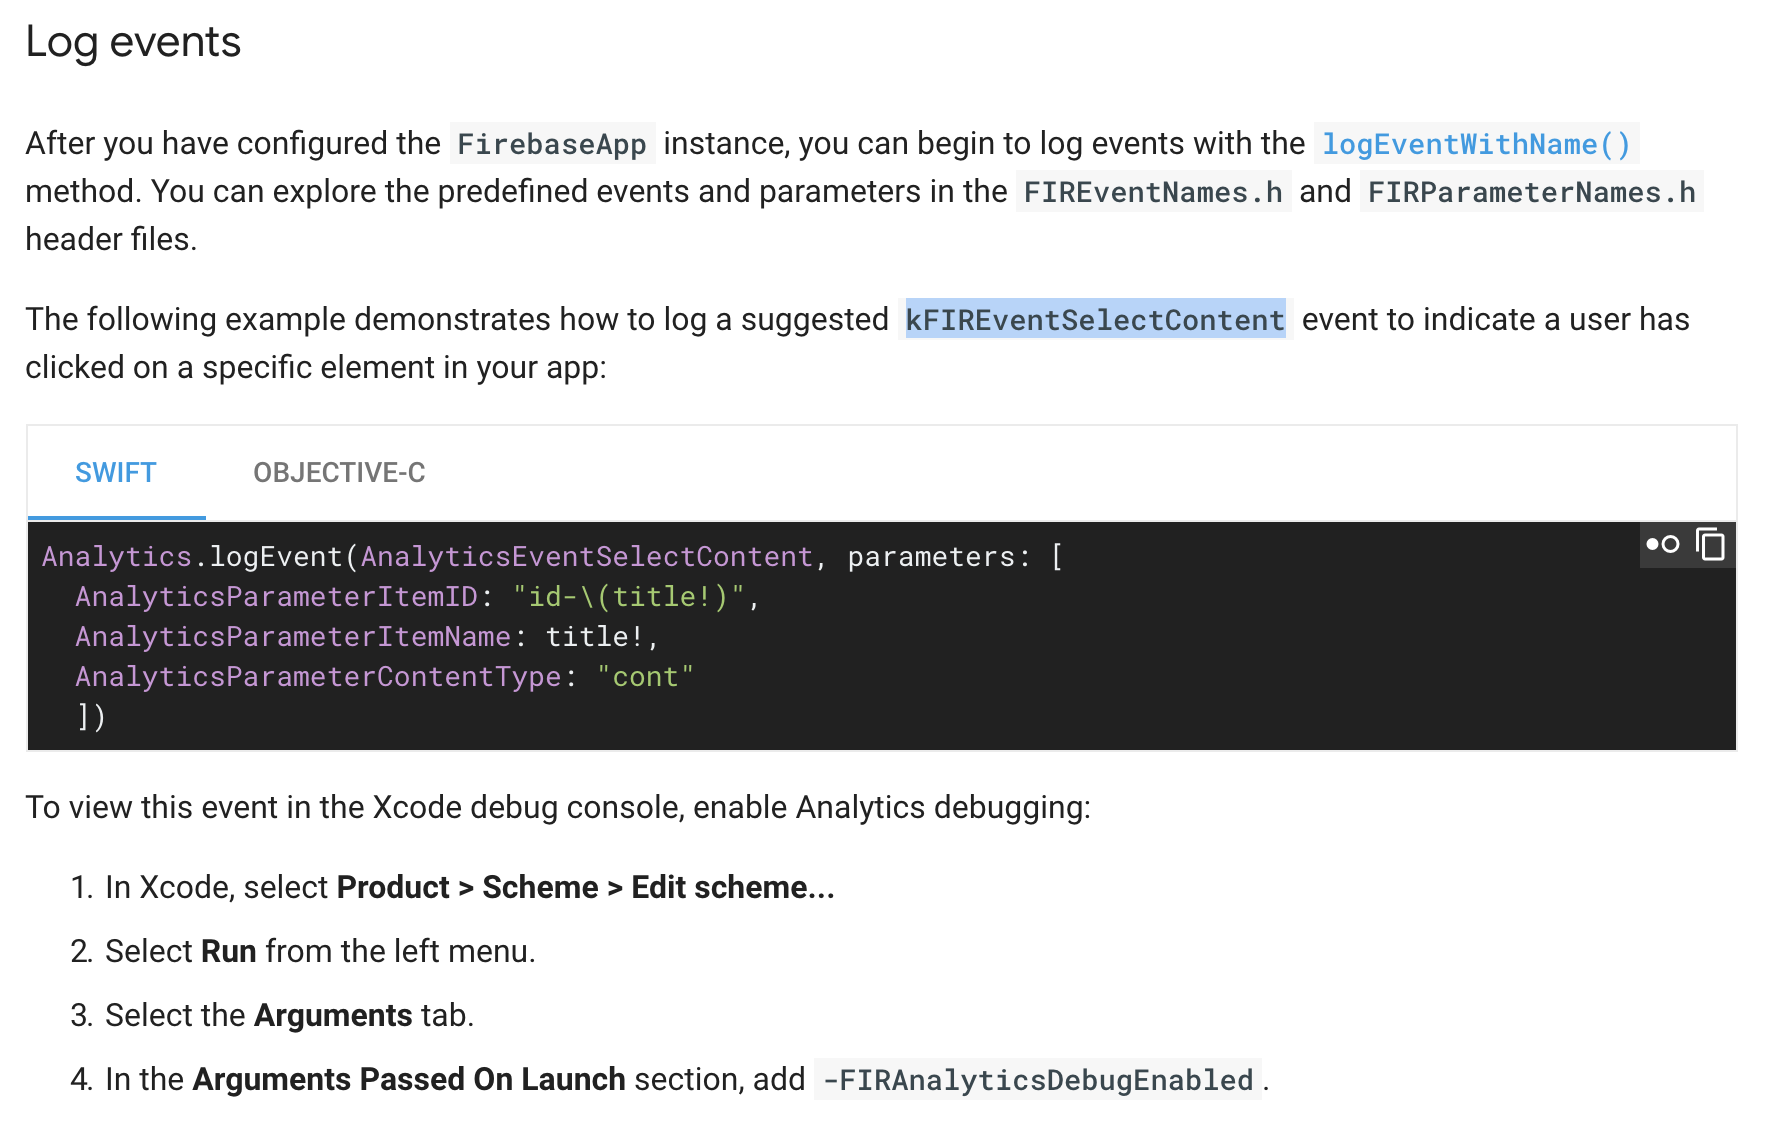 Log events
After you have configured the FirebaseApp instance, you can begin to log events with the logEventWithName()
method. You can explore the predefined events and parameters in the FIREventNames.h and FIRParameterNames.h
header files.
The following example demonstrates how to log a suggested kFIREventSelectContent event to indicate a user has
clicked on a specific element in your app:
SWIFT OBJECTIVE-C
Analytics.logEvent(AnalyticsEventSelectContent, parameters: [
  AnalyticsParameterItemID: "id-\(title!)",
  AnalyticsParameterItemName: title!,
  AnalyticsParameterContentType: "cont"
  ])
To view this event in the Xcode debug console, enable Analytics debugging:
1. In Xcode, select Product > Scheme > Edit scheme...
2. Select Run from the left menu.
3. Select the Arguments tab.
4. In the Arguments Passed On Launch section, add -FIRAnalyticsDebugEnabled.